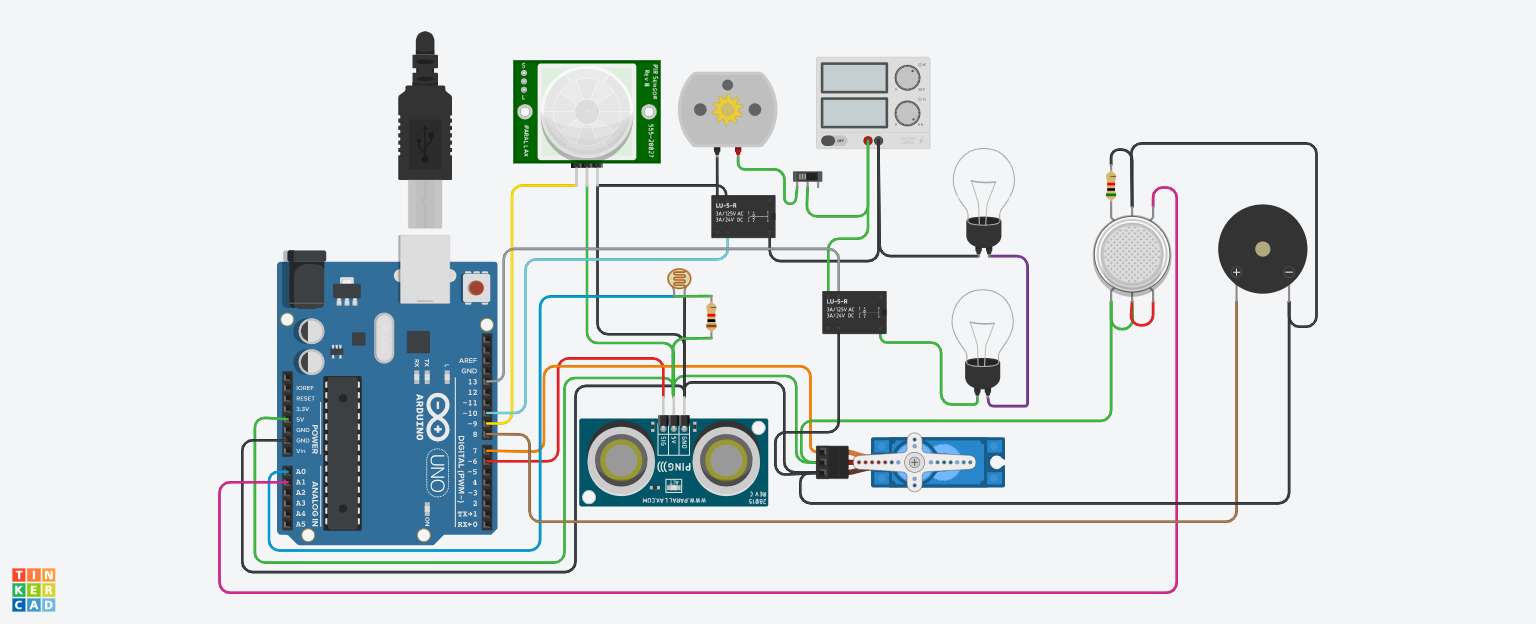 S
L
PIR SENSOR
Rev B
PARALLAX
555-28027
OFF
LU-5-R
3A/125V AC
3A/24V DC
LU-5-R
3A/125V AC
3A/24V DC
IOREF
RESET
3.3V
5V
GND
GND
Vin
POWER
A0
A1
A2
A3
A4
A5
ANALOG IN
RX
TX
L
ARDUINO
UNO
ON
AREF
GND
13
12
~11
~10
~9
8
7
~6
~5
4
~3
2
TX→1
RX←0
DIGITAL (PWM~)
SIG
5V
GND
PING)))
WWW.PARALLAX.COM
28015
REV C
+
−
TIN
KER
CAD